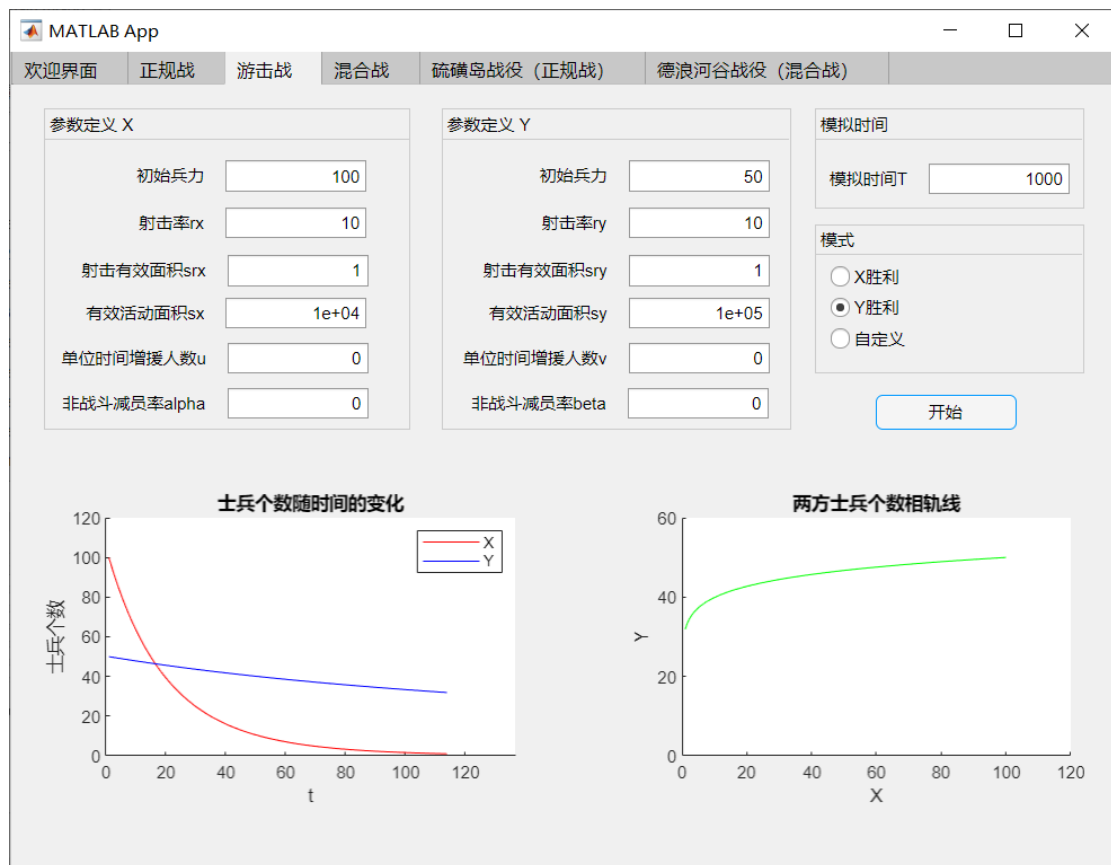 MATLAB App
欢迎界面 正规战 游击战 混合战 硫磺岛战役（正规战） 德浪河谷战役（混合战）
参数定义 X
初始兵力 100
射击率rx 10
射击有效面积srx 1
有效活动面积sx 1e+04
单位时间增援人数u 0
非战斗减员率alpha 0
参数定义 Y
初始兵力 50
射击率ry 10
射击有效面积sry 1
有效活动面积sy 1e+05
单位时间增援人数v 0
非战斗减员率beta 0
模拟时间
模拟时间T 1000
模式
X胜利
Y胜利
自定义
开始
士兵个数随时间的变化
120
100
80
60
40
20
0
士兵个数
X
Y
0 20 40 60 80 100 120
t
两方士兵个数相轨线
60
40
20
0
Y
0 20 40 60 80 100 120
X